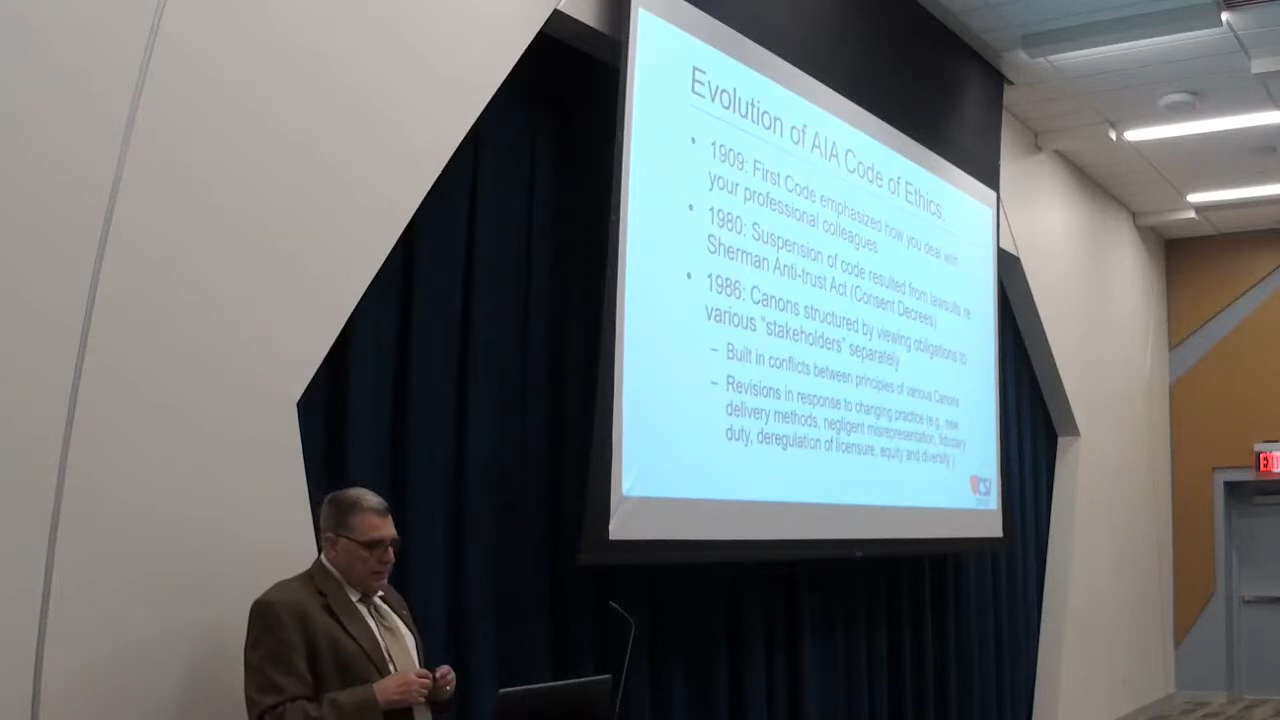 Evolution of AIA Code of Ethics
• 1909: First Code emphasized how you deal with
your professional colleagues
• 1980: Suspension of code resulted from lawsuits re
Sherman Anti-trust Act (Consent Decrees)
• 1986: Canons structured by viewing obligations to
various "stakeholders" separately
– Built in conflicts between principles of various Canons
– Revisions in response to changing practice (e.g. new
delivery methods, negligent misrepresentation, fiduciary
duty, deregulation of licensure, equity and diversity)
CSI
EXI